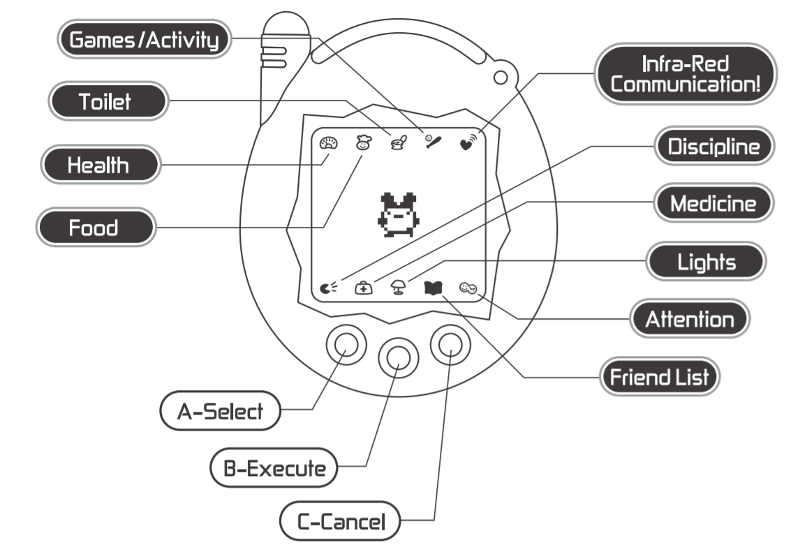 Games/Activity
Toilet
Health
Food
Infra-Red
Communication!
Discipline
Medicine
Lights
Attention
Friend List
A-Select
B-Execute
C-Cancel